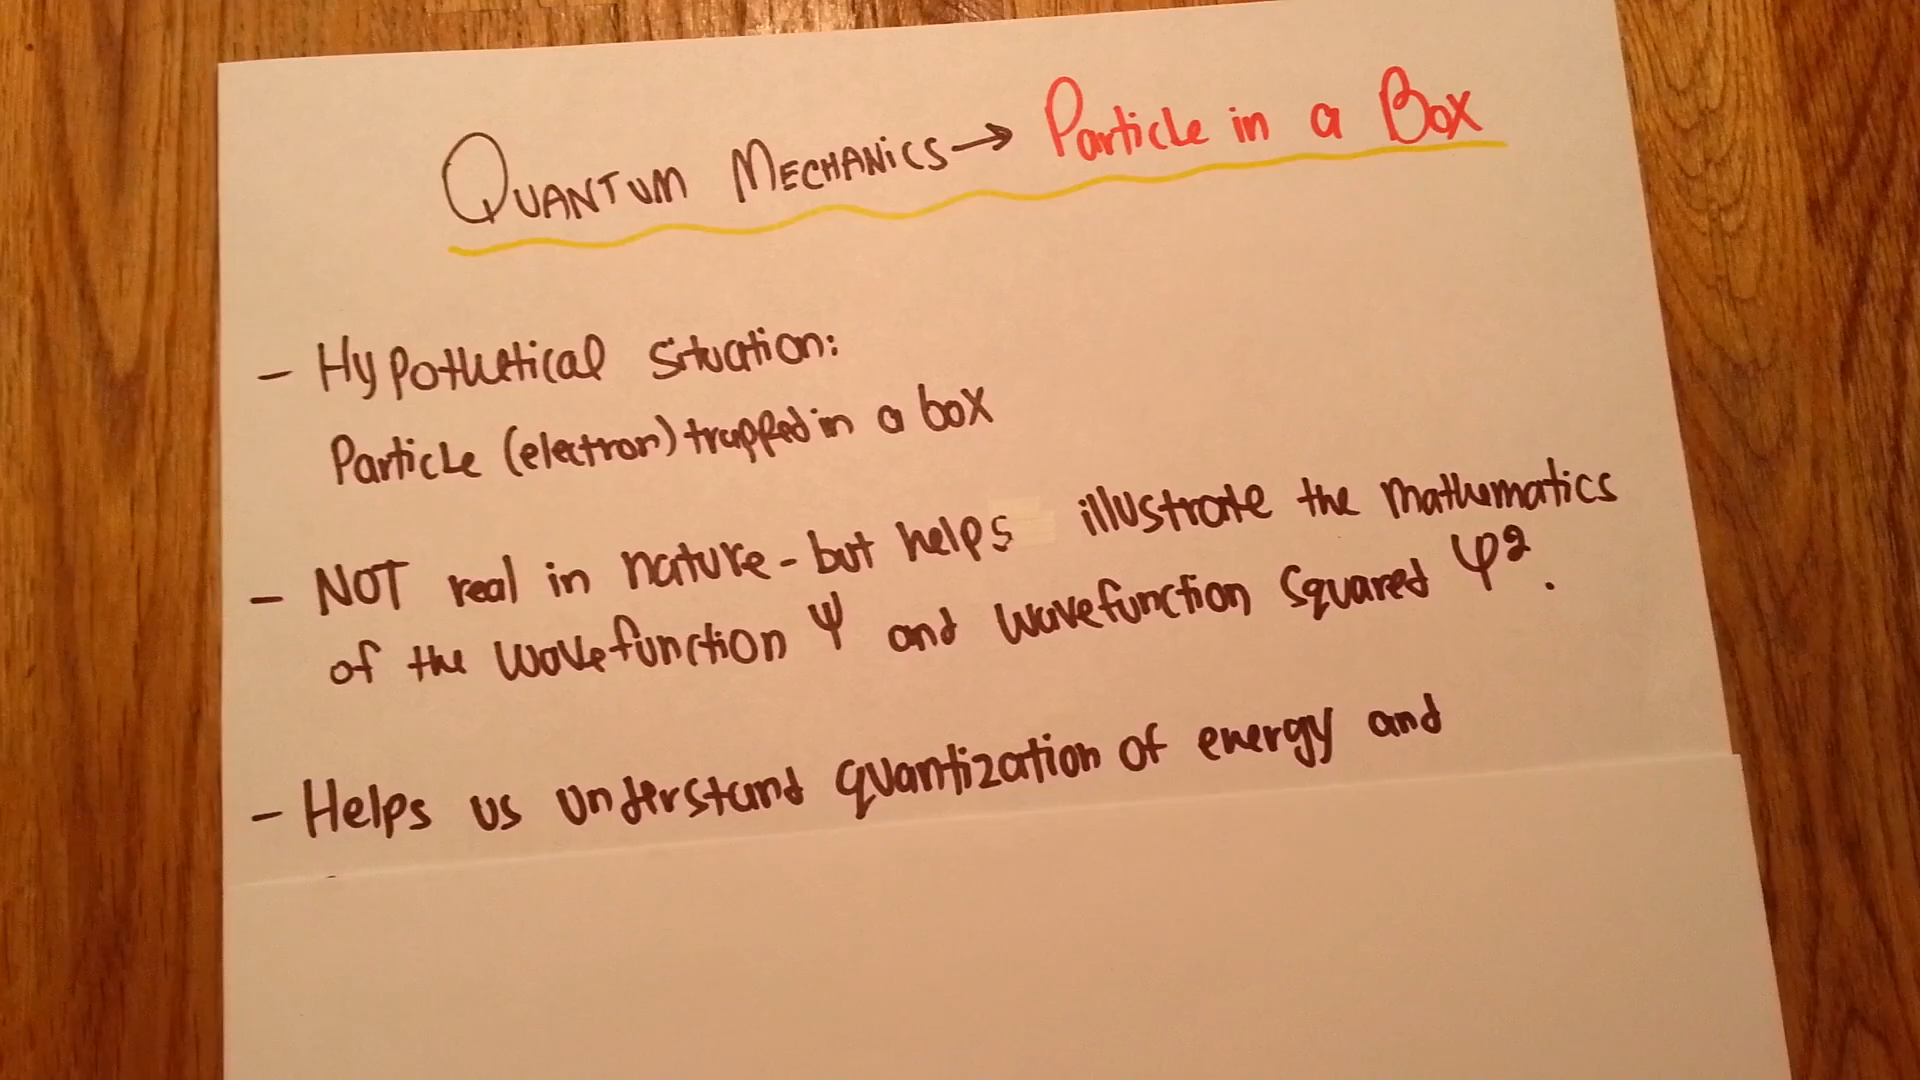 QUANTUM MECHANICS → Particle in a Box
- Hypothetical situation:
Particle (electron) trapped in a box
- NOT real in nature - but helps illustrate the mathematics
of the wavefunction Ψ and wavefunction squared Ψ².
- Helps us understand quantization of energy and